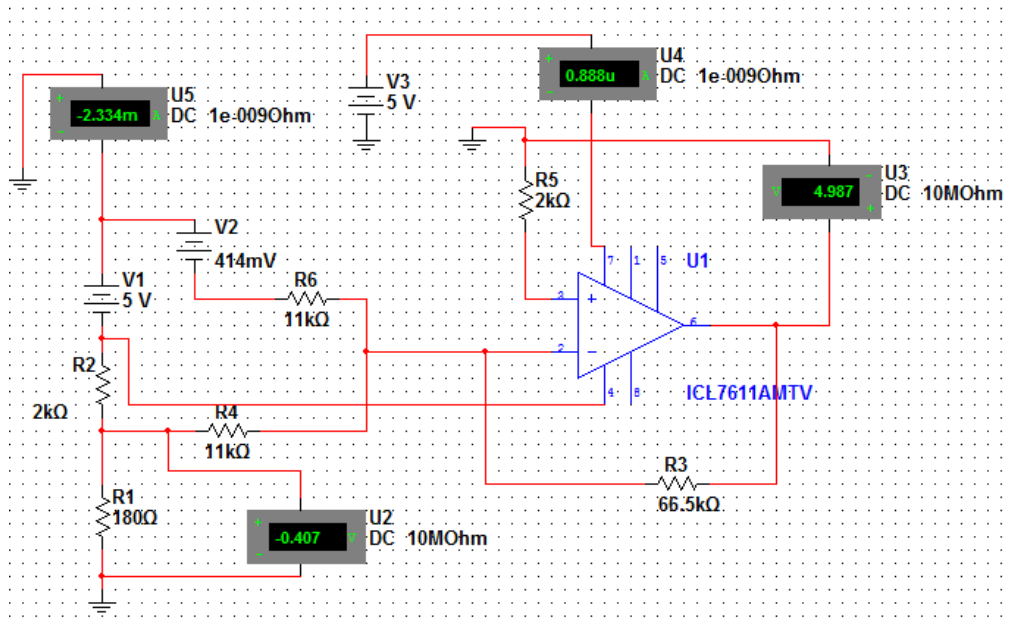 U5
DC 1e-009Ohm
+
-2.334m A
-
V3
5 V
U4
DC 1e-009Ohm
+
0.888u A
-
R5
2kΩ
U3
DC 10MOhm
-
V 4.987
+
V2
414mV
V1
5 V
R6
11kΩ
7 1 5
U1
3 +
6
2 -
4 8
ICL7611AMTV
R2
2kΩ
R4
11kΩ
R3
66.5kΩ
R1
180Ω
U2
DC 10MOhm
+
-0.407 V
-